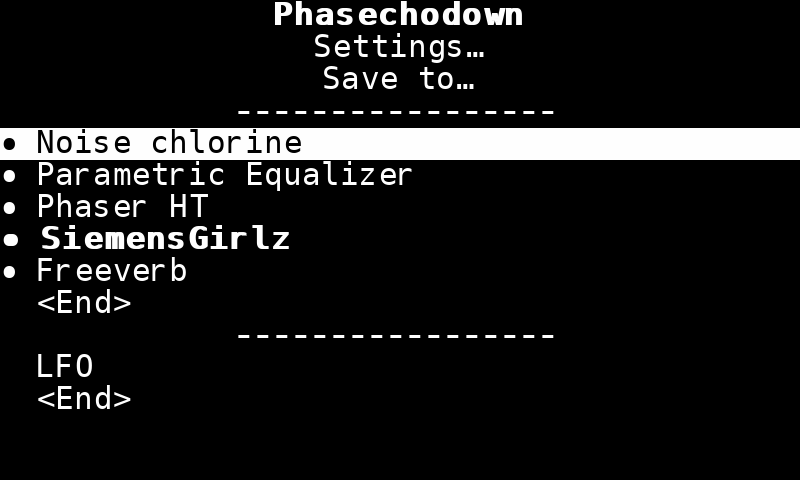 Phasechodown
Settings…
Save to…
-----------------
• Noise chlorine
• Parametric Equalizer
• Phaser HT
• SiemensGirlz
• Freeverb
<End>
-----------------
LFO
<End>